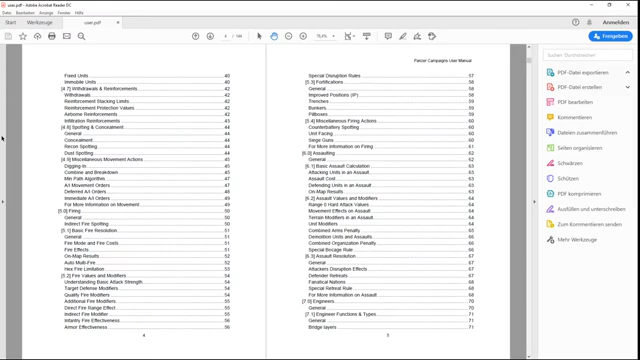 user.pdf - Adobe Acrobat Reader DC
Datei Bearbeiten Anzeige Fenster Hilfe
Start Werkzeuge user.pdf × Anmelden
4 / 144 78,4% Freigeben
Fixed Units 40
Immobile Units 40
[4.7] Withdrawals & Reinforcements 42
Withdrawals 42
Reinforcement Stacking Limits 42
Reinforcement Protection Values 42
Airborne Reinforcements 42
Infiltration Reinforcements 43
[4.8] Spotting & Concealment 44
General 44
Concealment 44
Recon Spotting 44
Dust Spotting 44
[4.9] Miscellaneous Movement Actions 45
Digging-in 45
Combine and Breakdown 45
Min Path Algorithm 47
A/I Movement Orders 47
Deferred A/I Orders 48
Immediate A/I Orders 48
For More Information on Movement 49
[5.0] Firing 50
General 50
Indirect Fire Spotting 50
[5.1] Basic Fire Resolution 51
General 51
Fire Mode and Fire Costs 51
Fire Effects 51
On-Map Results 52
Auto Multi-Fire 52
Hex Fire Limitation 53
[5.2] Fire Values and Modifiers 54
Understanding Basic Attack Strength 54
Target Defense Modifiers 54
Quality Fire Modifiers 55
Additional Fire Modifiers 55
Direct Fire Range Effect 55
Indirect Fire Modifier 55
Infantry Fire Effectiveness 56
Armor Effectiveness 56
4
Panzer Campaigns User Manual
Special Disruption Rules 57
[5.3] Fortifications 58
General 58
Improved Positions (IP) 58
Trenches 59
Bunkers 59
Pillboxes 59
[5.4] Miscellaneous Firing Actions 60
Counterbattery Spotting 60
Unit Facing 60
Siege Guns 60
For More Information on Firing 61
[6.0] Assaulting 62
General 62
[6.1] Basic Assault Calculation 63
Attacking Units in an Assault 63
Assault Cost 63
Defending Units in an Assault 63
On-Map Results 63
[6.2] Assault Values and Modifiers 64
Range 0 Hard Attack Values 64
Movement Effects on Assault 64
Terrain Modifiers in an Assault 64
Unit Modifiers 64
Combined Arms Penalty 65
Demolition Units and Assaults 66
Combined Organization Penalty 66
Special Bocage Rule 66
[6.3] Assault Resolution 67
General 67
Attackers Disruption Effects 67
Defender Retreats 67
Fanatical Nations 68
Special Retreat Rule 68
For More Information on Assault 68
[7.0] Engineers 70
General 70
[7.1] Engineer Functions & Types 71
General 71
Bridge layers 71
5
Suchen 'Durchstreichen'
PDF-Datei exportieren
PDF-Datei erstellen
PDF bearbeiten
Kommentieren
Dateien zusammenführen
Seiten organisieren
Schwärzen
Schützen
PDF komprimieren
Ausfüllen und unterschreiben
Zum Kommentieren senden
Mehr Werkzeuge